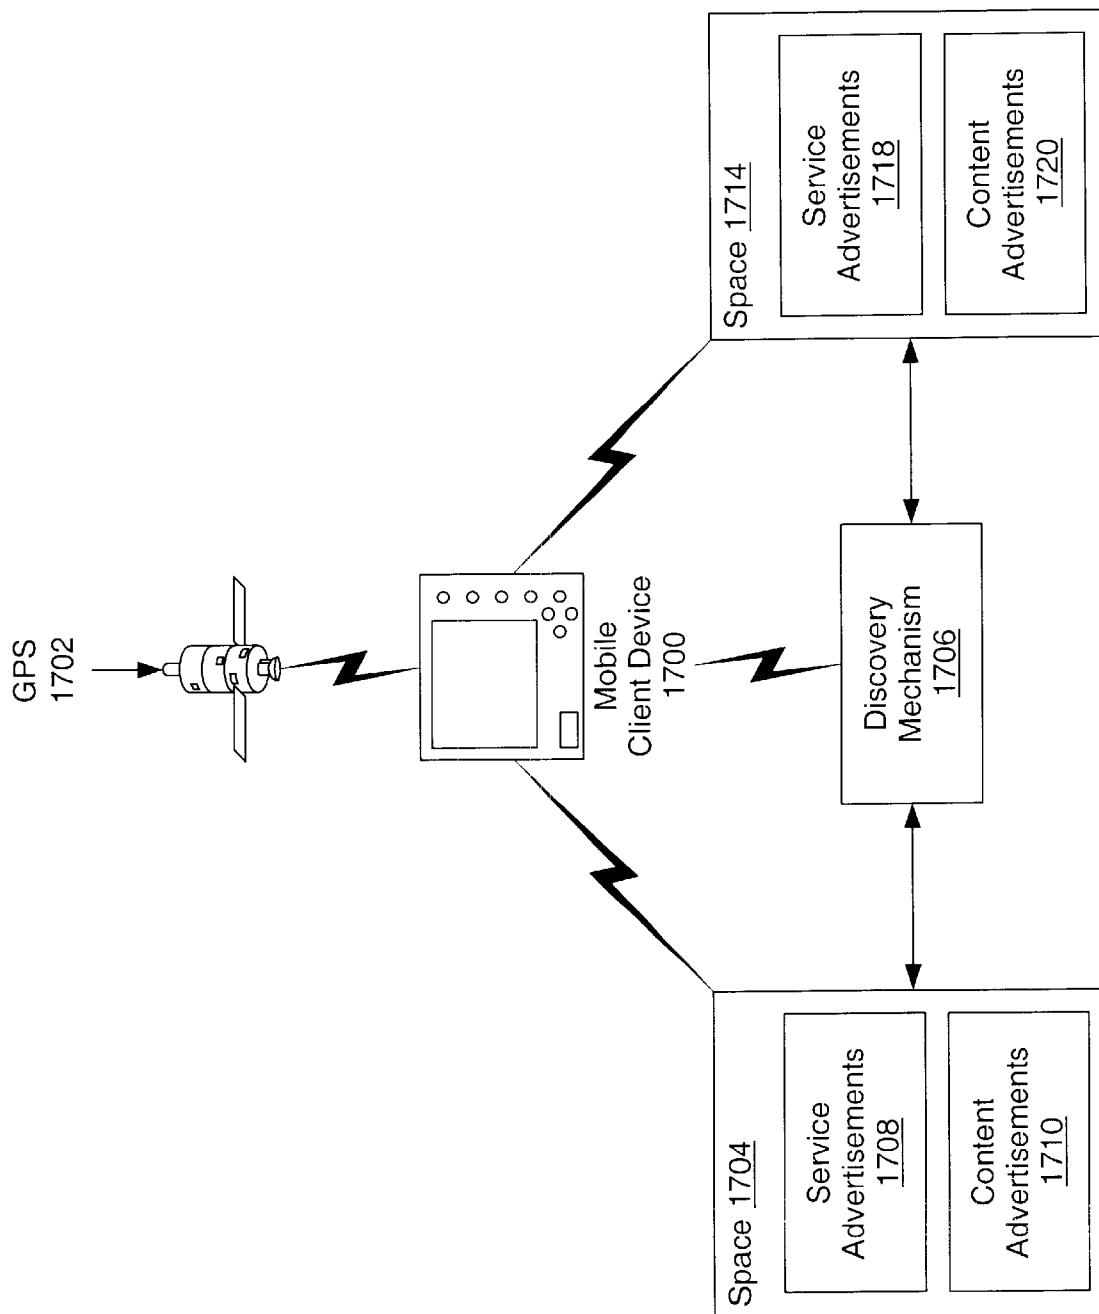 GPS
1702
Mobile
Client Device
1700
Discovery
Mechanism
1706
Space 1704
Service
Advertisements
1708
Content
Advertisements
1710
Space 1714
Service
Advertisements
1718
Content
Advertisements
1720